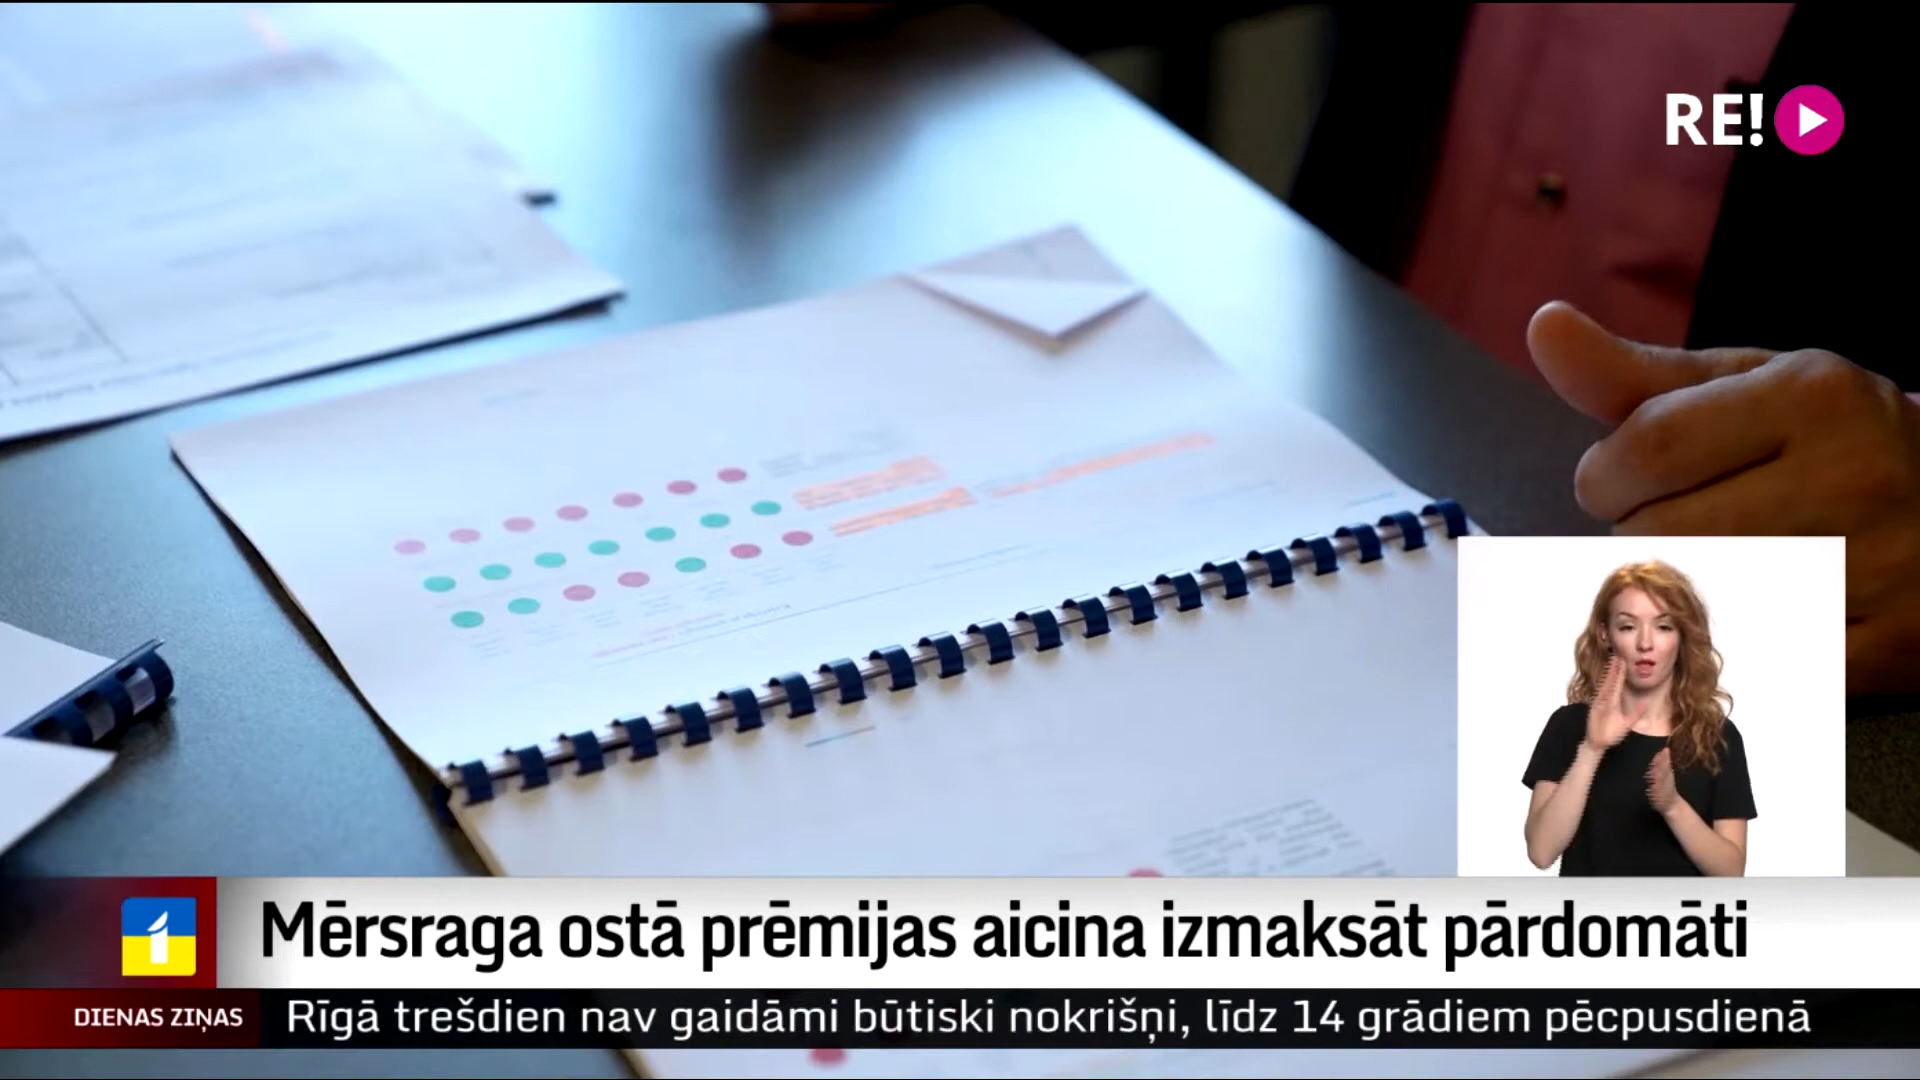 RE!
1
Mērsraga ostā prēmijas aicina izmaksāt pārdomāti
DIENAS ZIŅAS
Rīgā trešdien nav gaidāmi būtiski nokrišņi, līdz 14 grādiem pēcpusdienā